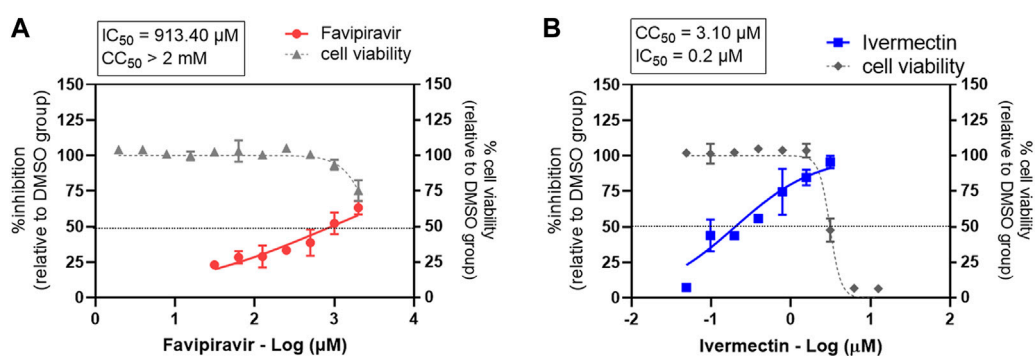 A
IC50 = 913.40 µM
CC50 > 2 mM
Favipiravir
cell viability
%inhibition
(relative to DMSO group)
150
125
100
75
50
25
0
150
125
100
75
50
25
0
% cell viability
(relative to DMSO group)
0
1
2
3
4
Favipiravir - Log (µM)
B
CC50 = 3.10 µM
IC50 = 0.2 µM
Ivermectin
cell viability
%inhibition
(relative to DMSO group)
150
125
100
75
50
25
0
150
125
100
75
50
25
0
% cell viability
(relative to DMSO group)
-2
-1
0
1
2
Ivermectin - Log (µM)